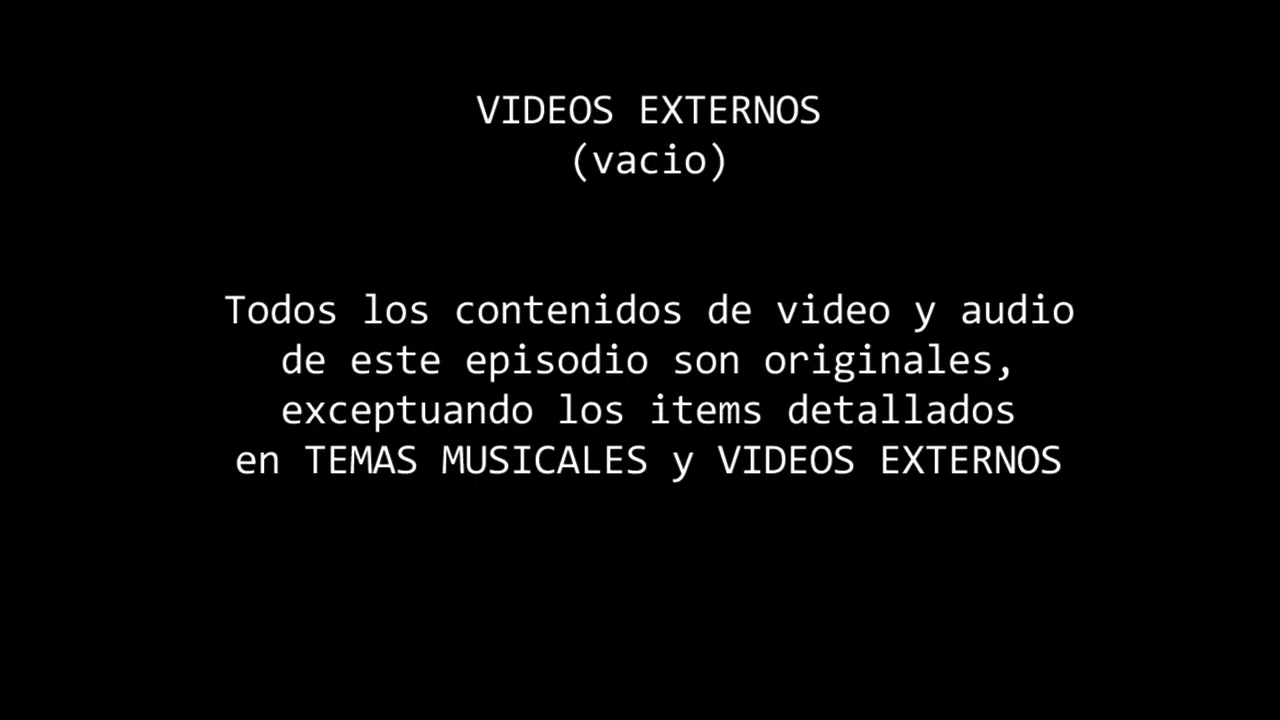 VIDEOS EXTERNOS
(vacio)
Todos los contenidos de video y audio
de este episodio son originales,
exceptuando los items detallados
en TEMAS MUSICALES y VIDEOS EXTERNOS